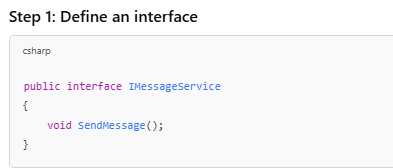 Step 1: Define an interface
csharp
public interface IMessageService
{
    void SendMessage();
}